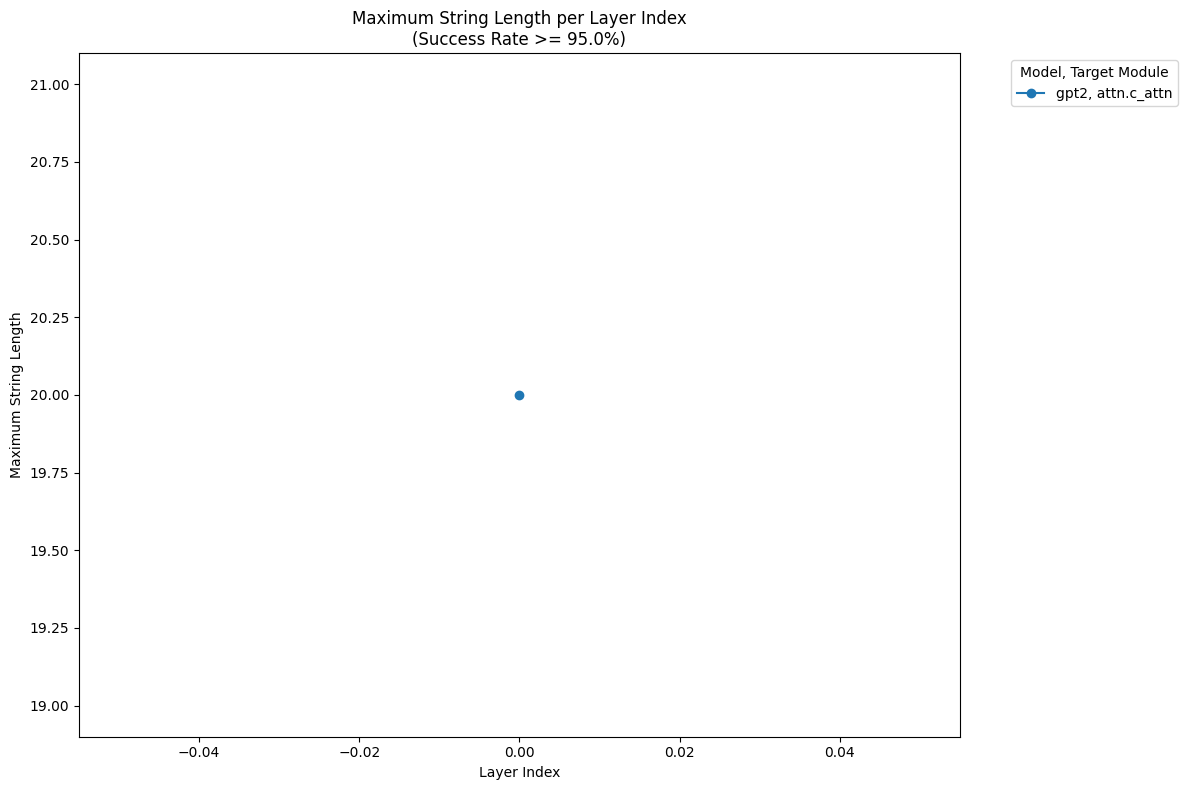 Maximum String Length per Layer Index
(Success Rate >= 95.0%)
Model, Target Module
gpt2, attn.c_attn
Maximum String Length
21.00
20.75
20.50
20.25
20.00
19.75
19.50
19.25
19.00
−0.04
−0.02
0.00
0.02
0.04
Layer Index